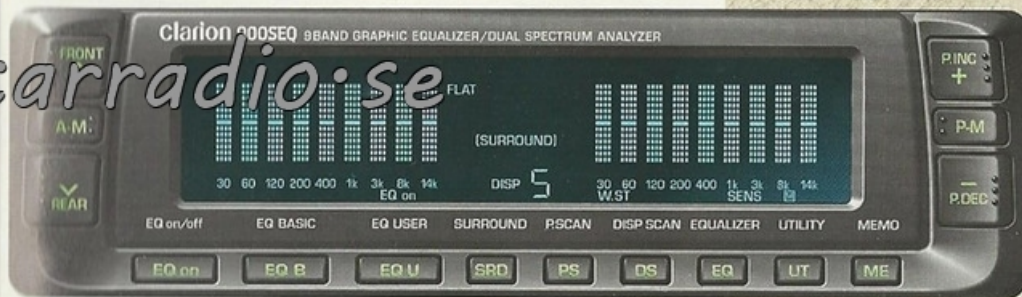 Clarion 900SEQ 9BAND GRAPHIC EQUALIZER/DUAL SPECTRUM ANALYZER
carradio.se
FRONT
A-M
REAR
FLAT
(SURROUND)
30 60 120 200 400 1k 3k 8k 14k
EQ on
DISP 5
30 60 120 200 400 1k 3k 8k 14k
W.ST SENS M
P.INC
+
P-M
−
P.DEC
EQ on/off EQ BASIC EQ USER SURROUND P.SCAN DISP SCAN EQUALIZER UTILITY MEMO
EQ on EQ B EQ U SRD PS DS EQ UT ME